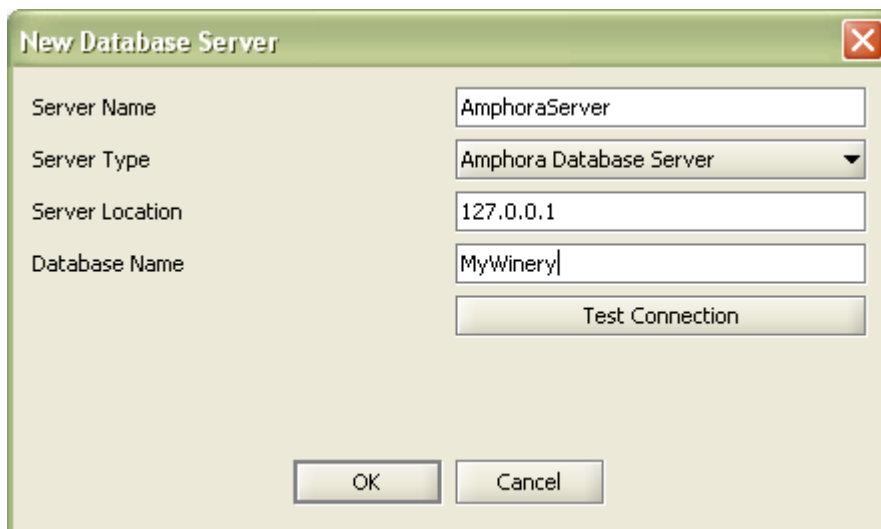 New Database Server
Server Name AmphoraServer
Server Type Amphora Database Server
Server Location 127.0.0.1
Database Name MyWinery
Test Connection
OK Cancel